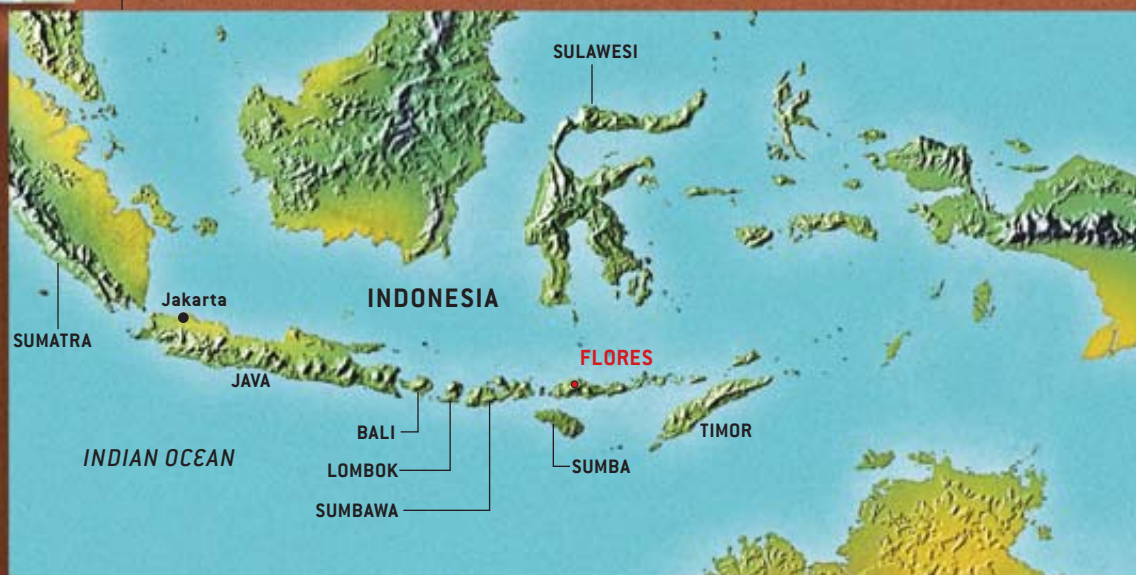 SULAWESI
INDONESIA
Jakarta
SUMATRA
FLORES
JAVA
BALI
TIMOR
INDIAN OCEAN
LOMBOK
SUMBA
SUMBAWA